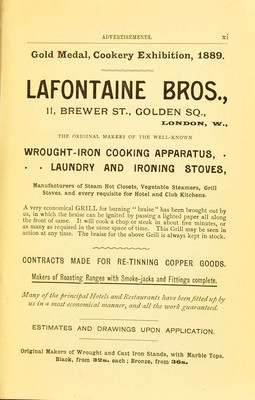 ADVERTISEMENTS. xi
Gold Medal, Cookery Exhibition, 1889.
LAFONTAINE BROS.,
11, BREWER ST., GOLDEN SQ.,
LONDON, W.,
THE ORIGINAL MAKERS OF THE WELL-KNOWN
WROUGHT-IRON COOKING APPARATUS, .
. . LAUNDRY AND IRONING STOVES,
Manufacturers of Steam Hot Closets, Vegetable Steamers, Grill
Stoves, and every requisite for Hotel and Club Kitchens.
A very economical GRILL for burning "braise" has been brought out by
us, in which the braise can be ignited by passing a lighted paper all along
the front of same. It will cook a chop or steak in about five minutes, or
as many as required in the same space of time. This Grill may be seen in
action at any time. The braise for the above Grill is always kept in stock.
CONTRACTS MADE FOR RE-TINNING COPPER GOODS.
Makers of Roasting Ranges with Smoke-jacks and Fittings complete.
Many of the principal Hotels and Restaurants have been fitted up by
us in a most economical manner, and all the work guaranteed.
ESTIMATES AND DRAWINGS UPON APPLICATION.
Original Makers of Wrought and Cast Iron Stands, with Marble Tops.
Black, from 32s. each; Bronze, from 36s.